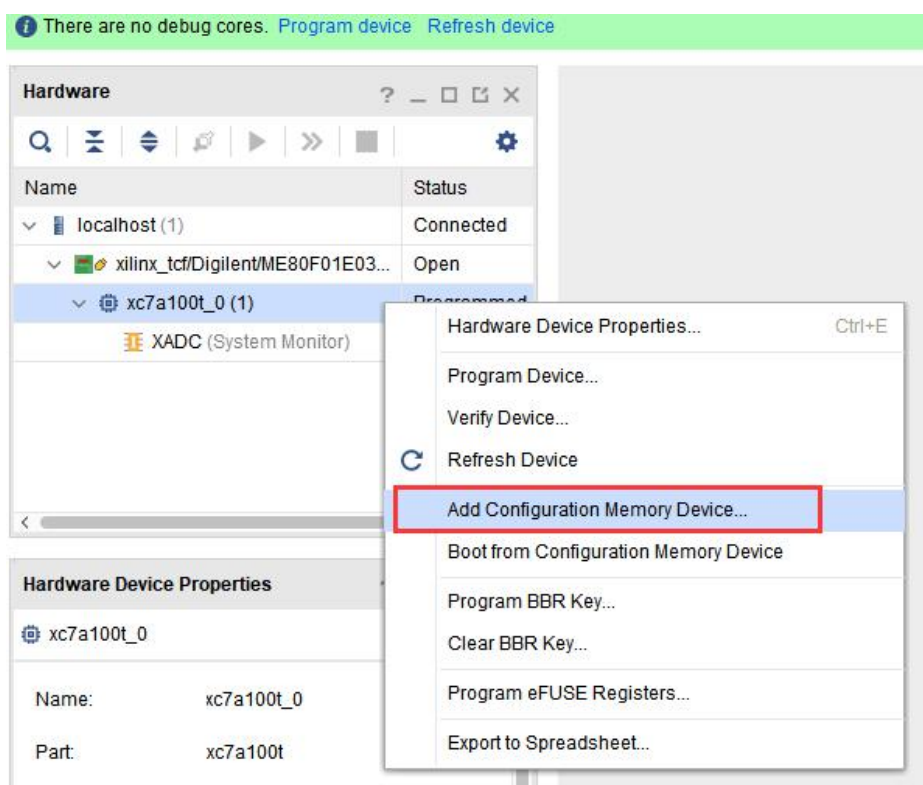 There are no debug cores. Program device Refresh device
Hardware
Name Status
localhost (1) Connected
xilinx_tcf/Digilent/ME80F01E03... Open
xc7a100t_0 (1) Programmed
XADC (System Monitor)
Hardware Device Properties... Ctrl+E
Program Device...
Verify Device...
Refresh Device
Add Configuration Memory Device...
Boot from Configuration Memory Device
Program BBR Key...
Clear BBR Key...
Program eFUSE Registers...
Export to Spreadsheet...
Hardware Device Properties
xc7a100t_0
Name: xc7a100t_0
Part: xc7a100t